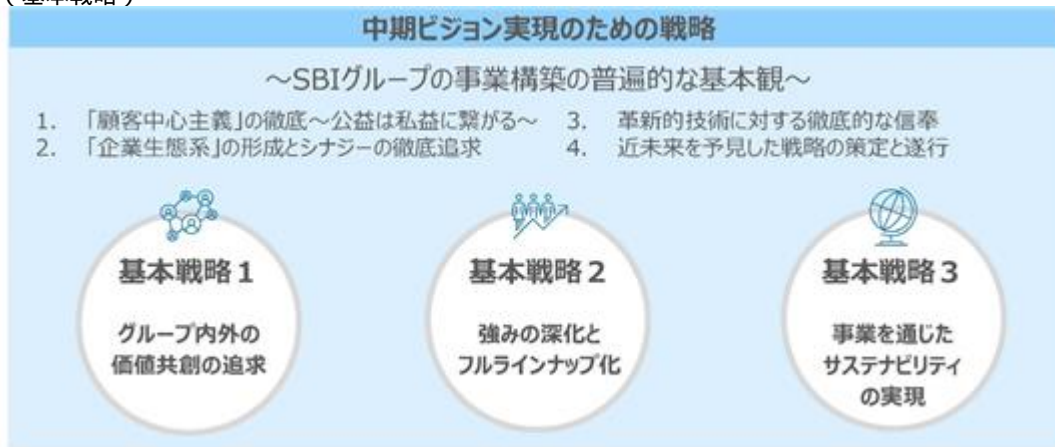 （基本戦略）
中期ビジョン実現のための戦略
～SBIグループの事業構築の普遍的な基本観～
1. 「顧客中心主義」の徹底～公益は私益に繋がる～
2. 「企業生態系」の形成とシナジーの徹底追求
3. 革新的技術に対する徹底的な信奉
4. 近未来を予見した戦略の策定と遂行
基本戦略1
グループ内外の
価値共創の追求
基本戦略2
強みの深化と
フルラインナップ化
基本戦略3
事業を通じた
サステナビリティ
の実現